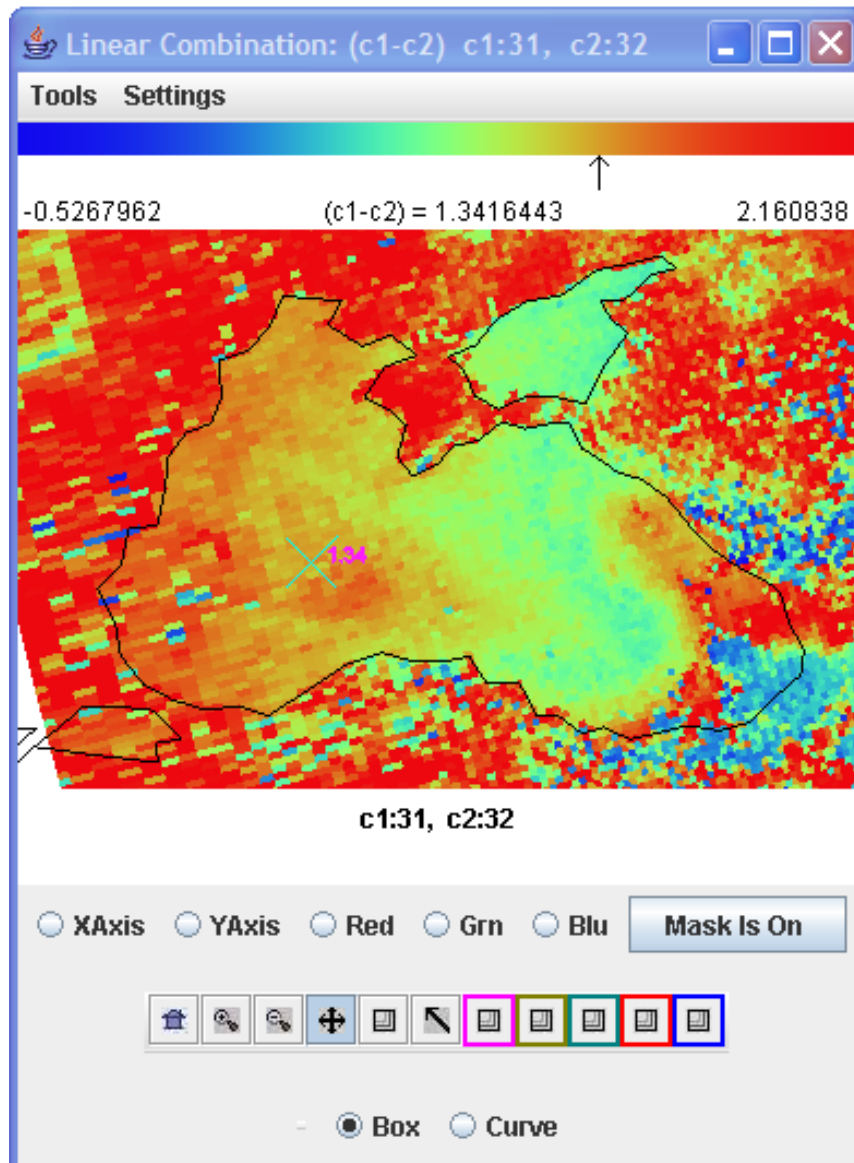 Linear Combination: (c1-c2) c1:31, c2:32
Tools Settings
-0.5267962 (c1-c2) = 1.3416443 2.160838
1.34
c1:31, c2:32
XAxis YAxis Red Grn Blu Mask Is On
Box Curve